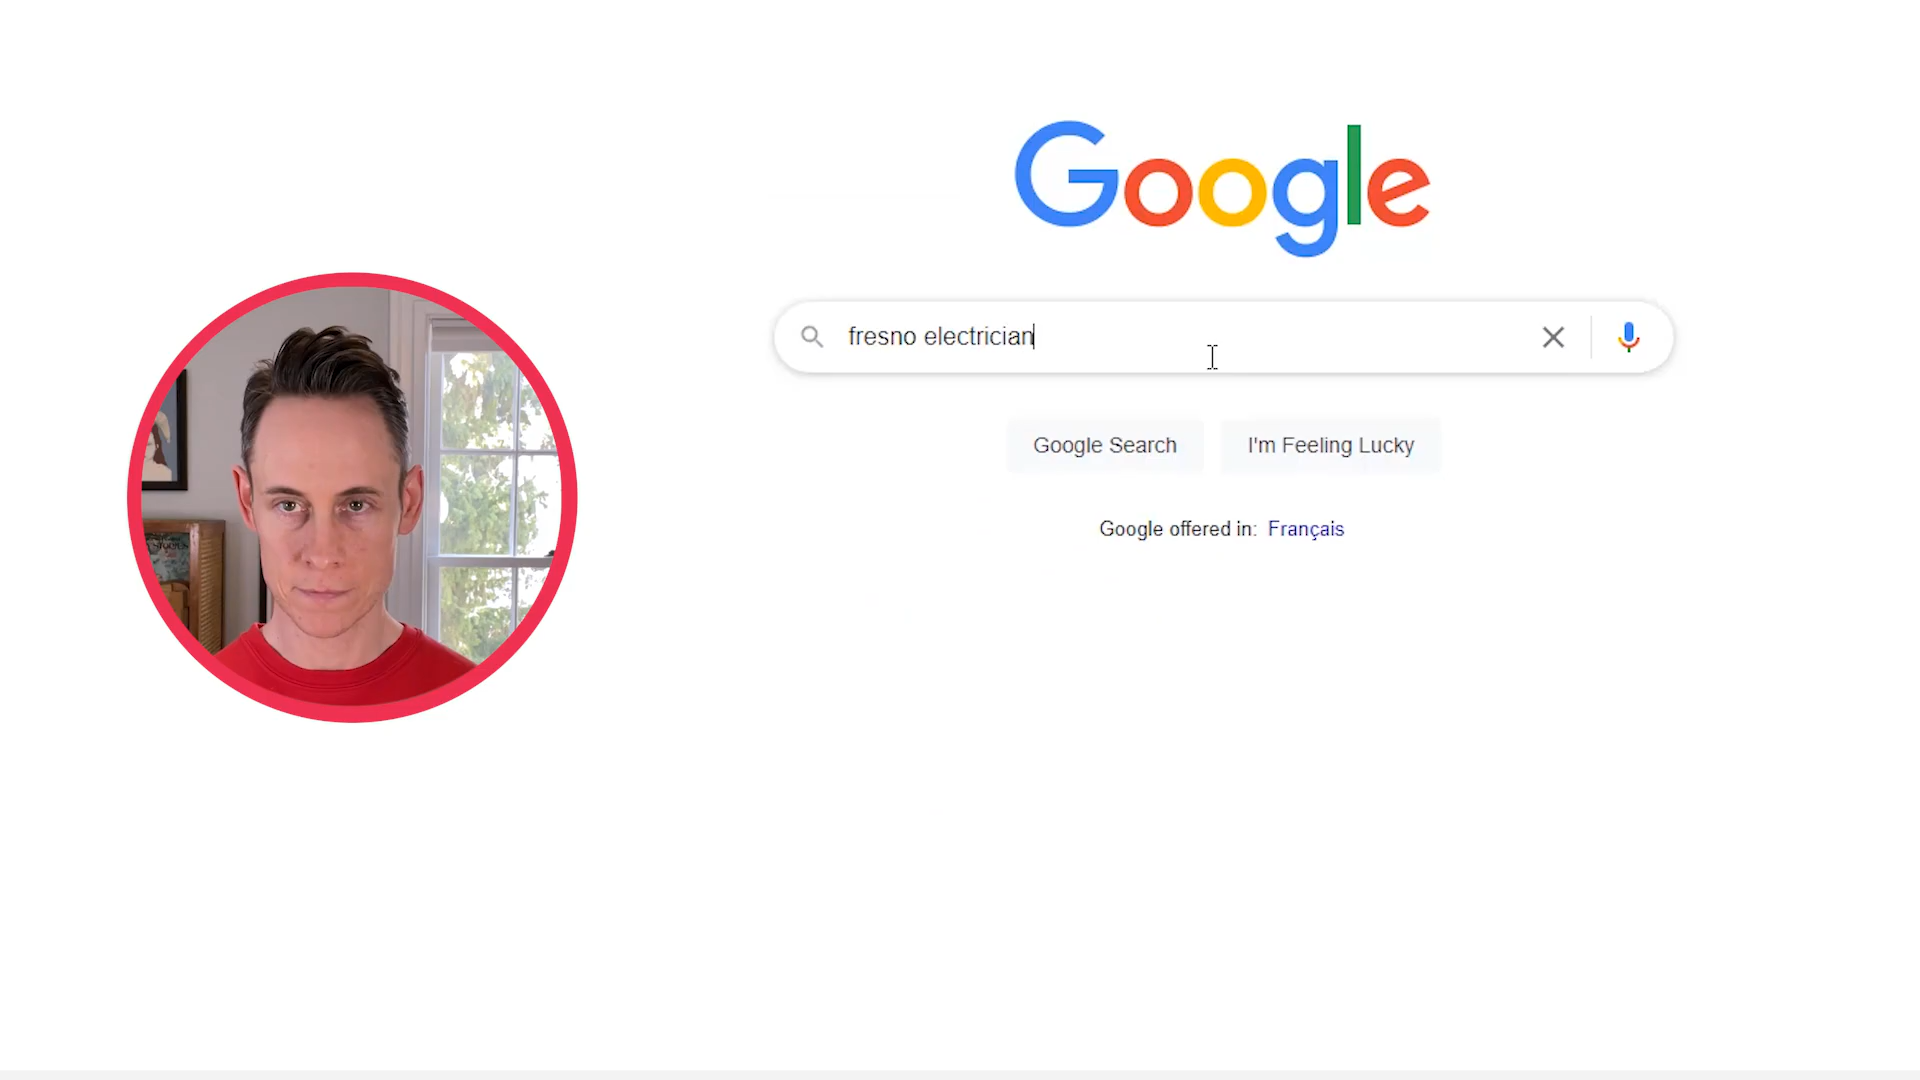 Google
fresno electrician
Google Search
I'm Feeling Lucky
Google offered in: Français